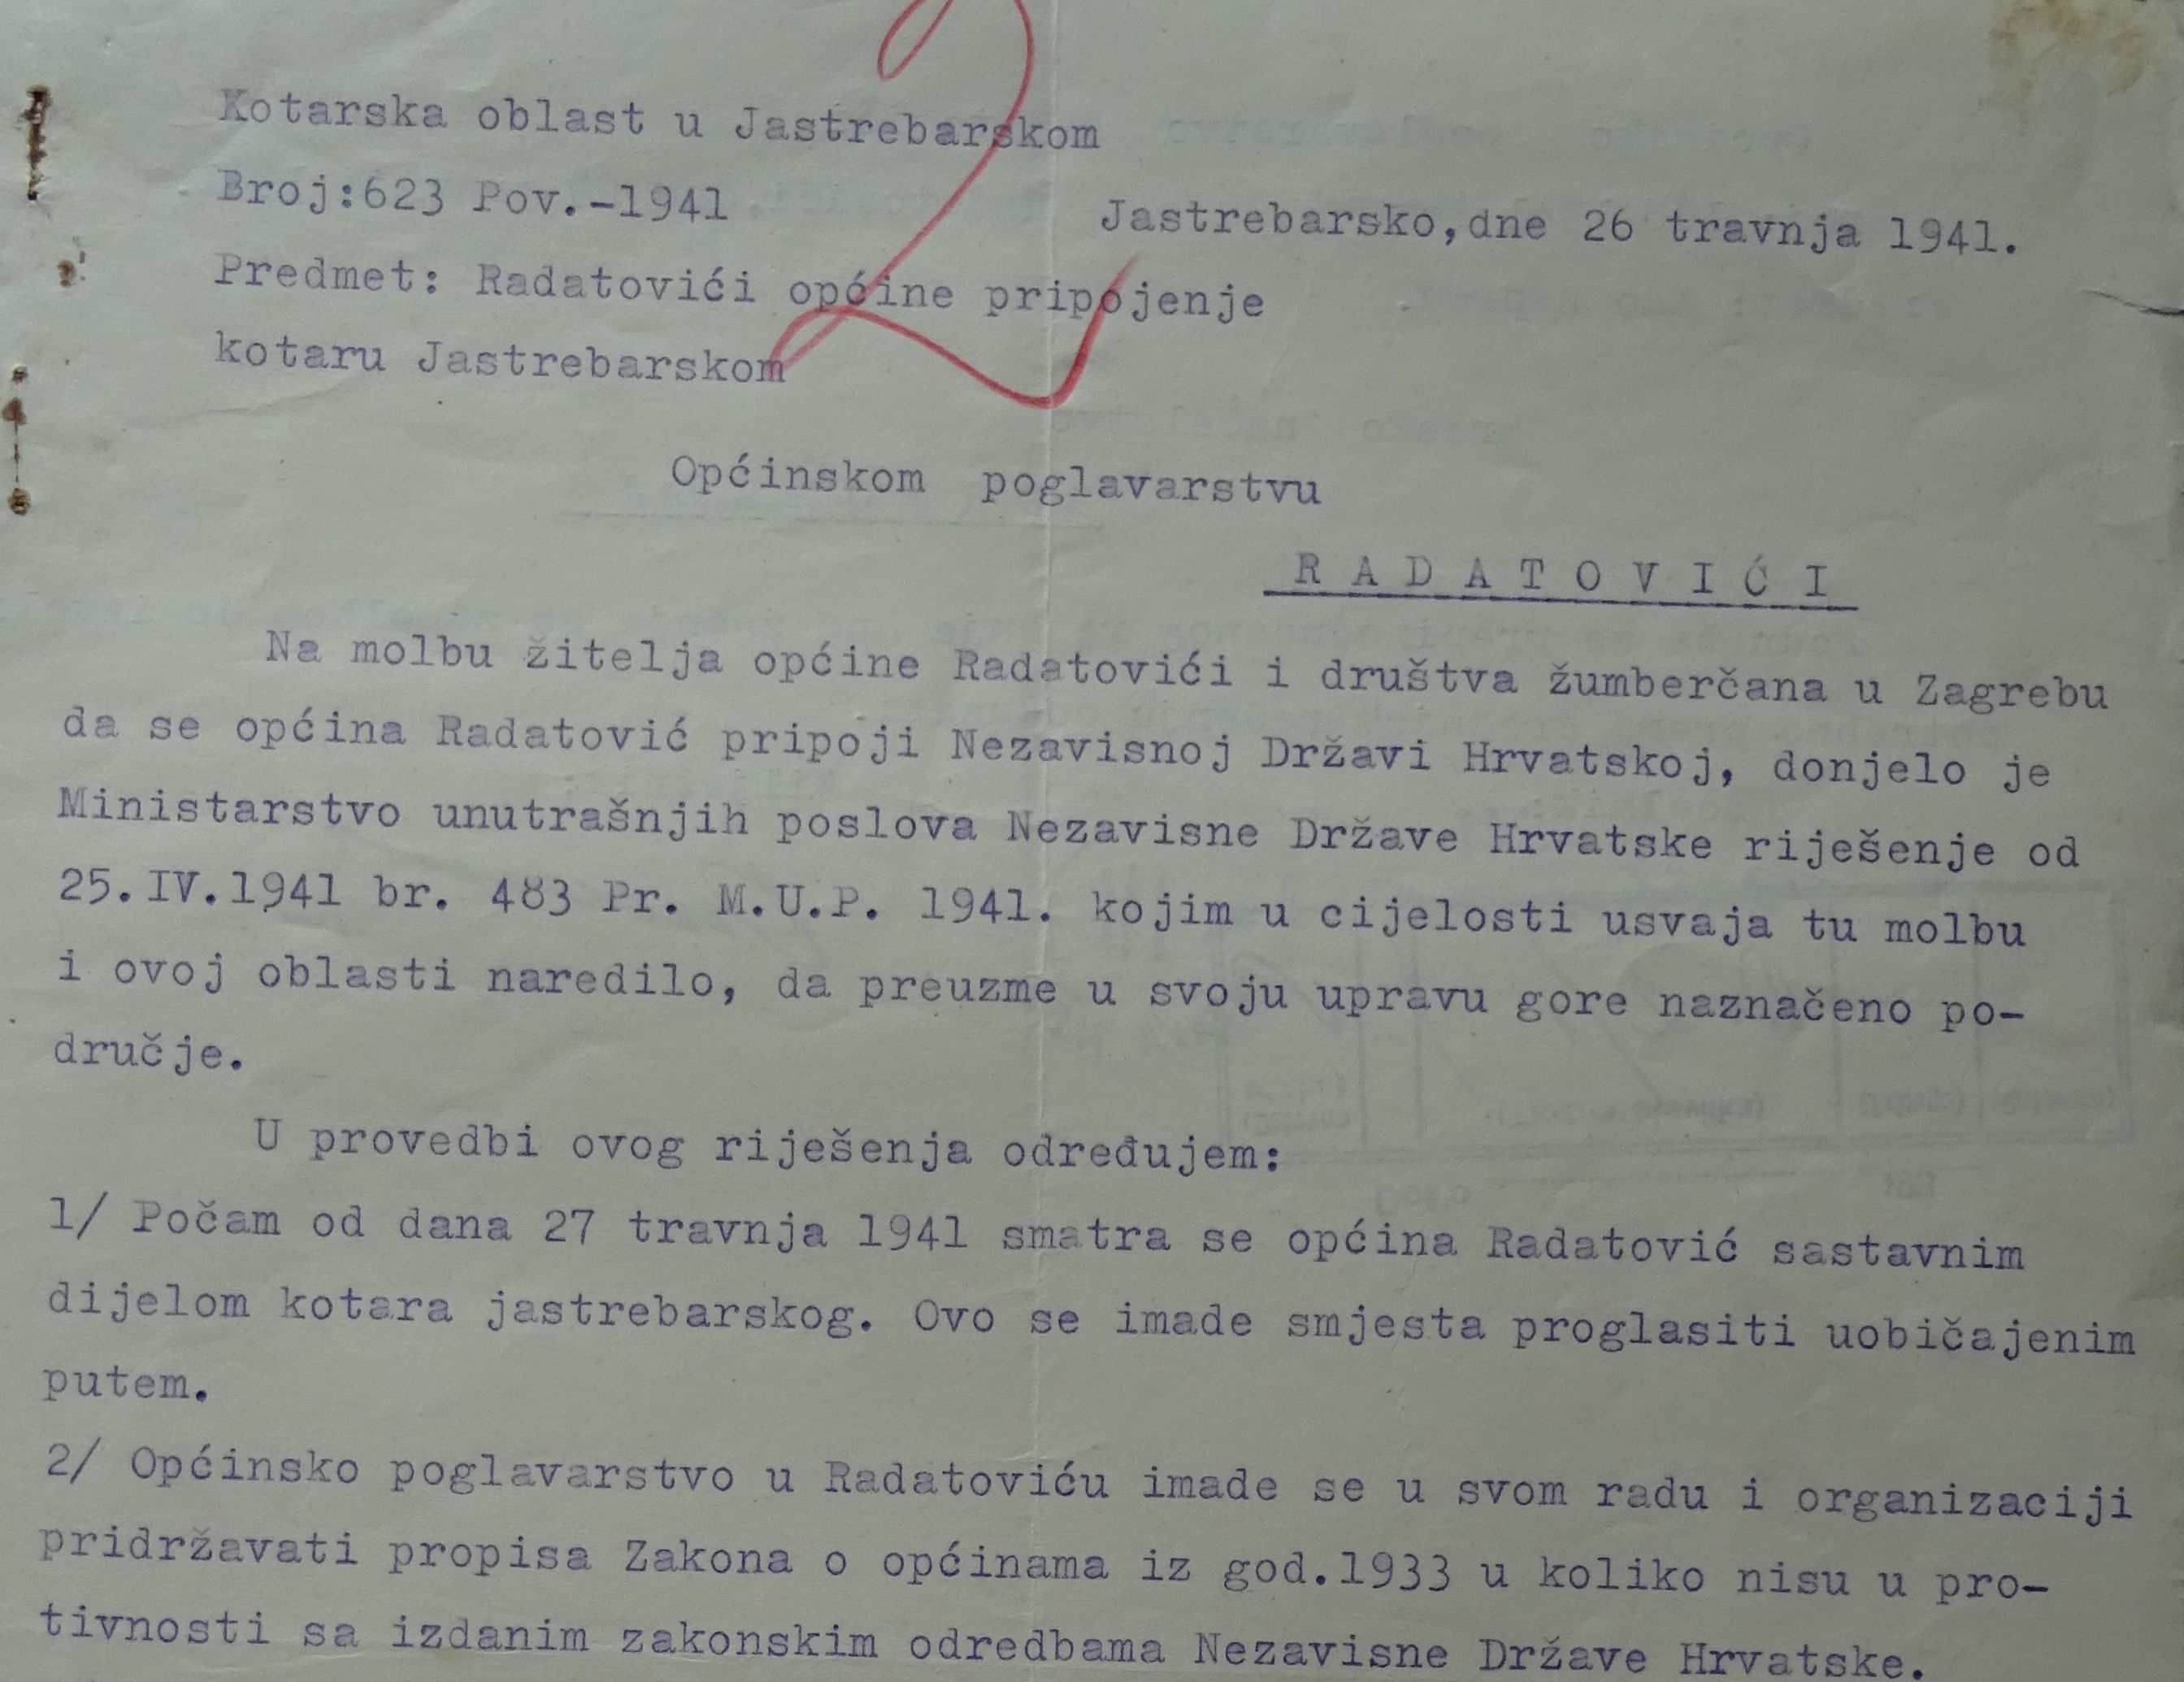 Kotarska oblast u Jastrebarskom
Broj:623 Pov.-1941
Jastrebarsko,dne 26 travnja 1941.
Predmet: Radatovići općine pripojenje
kotaru Jastrebarskom
2
Općinskom poglavarstvu
R A D A T O V I Ć I
Na molbu žitelja općine Radatovići i društva žumberčana u Zagrebu
da se općina Radatović pripoji Nezavisnoj Državi Hrvatskoj, donjelo je
Ministarstvo unutrašnjih poslova Nezavisne Države Hrvatske riješenje od
25.IV.1941 br. 483 Pr. M.U.P. 1941. kojim u cijelosti usvaja tu molbu
i ovoj oblasti naredilo, da preuzme u svoju upravu gore naznačeno po-
dručje.
U provedbi ovog riješenja određujem:
1/ Počam od dana 27 travnja 1941 smatra se općina Radatović sastavnim
dijelom kotara jastrebarskog. Ovo se imade smjesta proglasiti uobičajenim
putem.
2/ Općinsko poglavarstvo u Radatoviću imade se u svom radu i organizaciji
pridržavati propisa Zakona o općinama iz god.1933 u koliko nisu u pro-
tivnosti sa izdanim zakonskim odredbama Nezavisne Države Hrvatske.